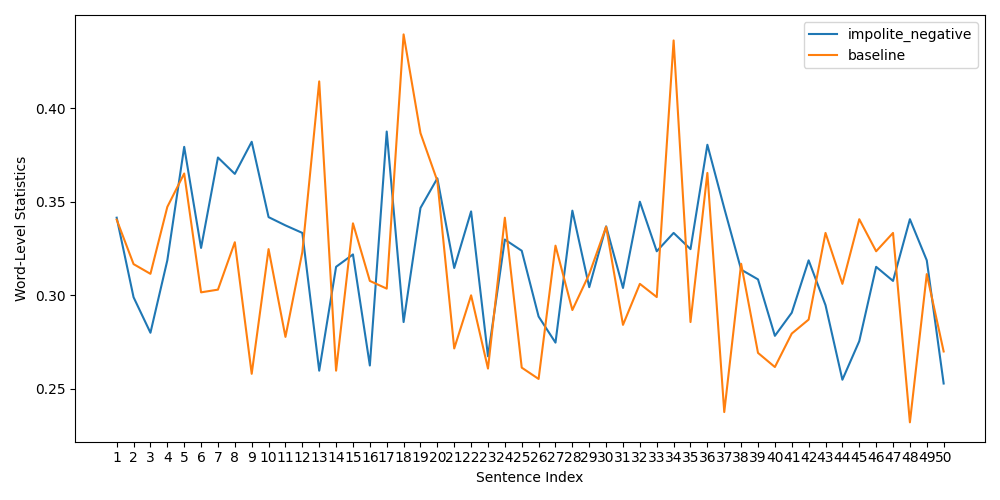 impolite_negative
baseline
0.40
0.35
0.30
0.25
Word-Level Statistics
1 2 3 4 5 6 7 8 9 10 11 12 13 14 15 16 17 18 19 20 21 22 23 24 25 26 27 28 29 30 31 32 33 34 35 36 37 38 39 40 41 42 43 44 45 46 47 48 49 50
Sentence Index